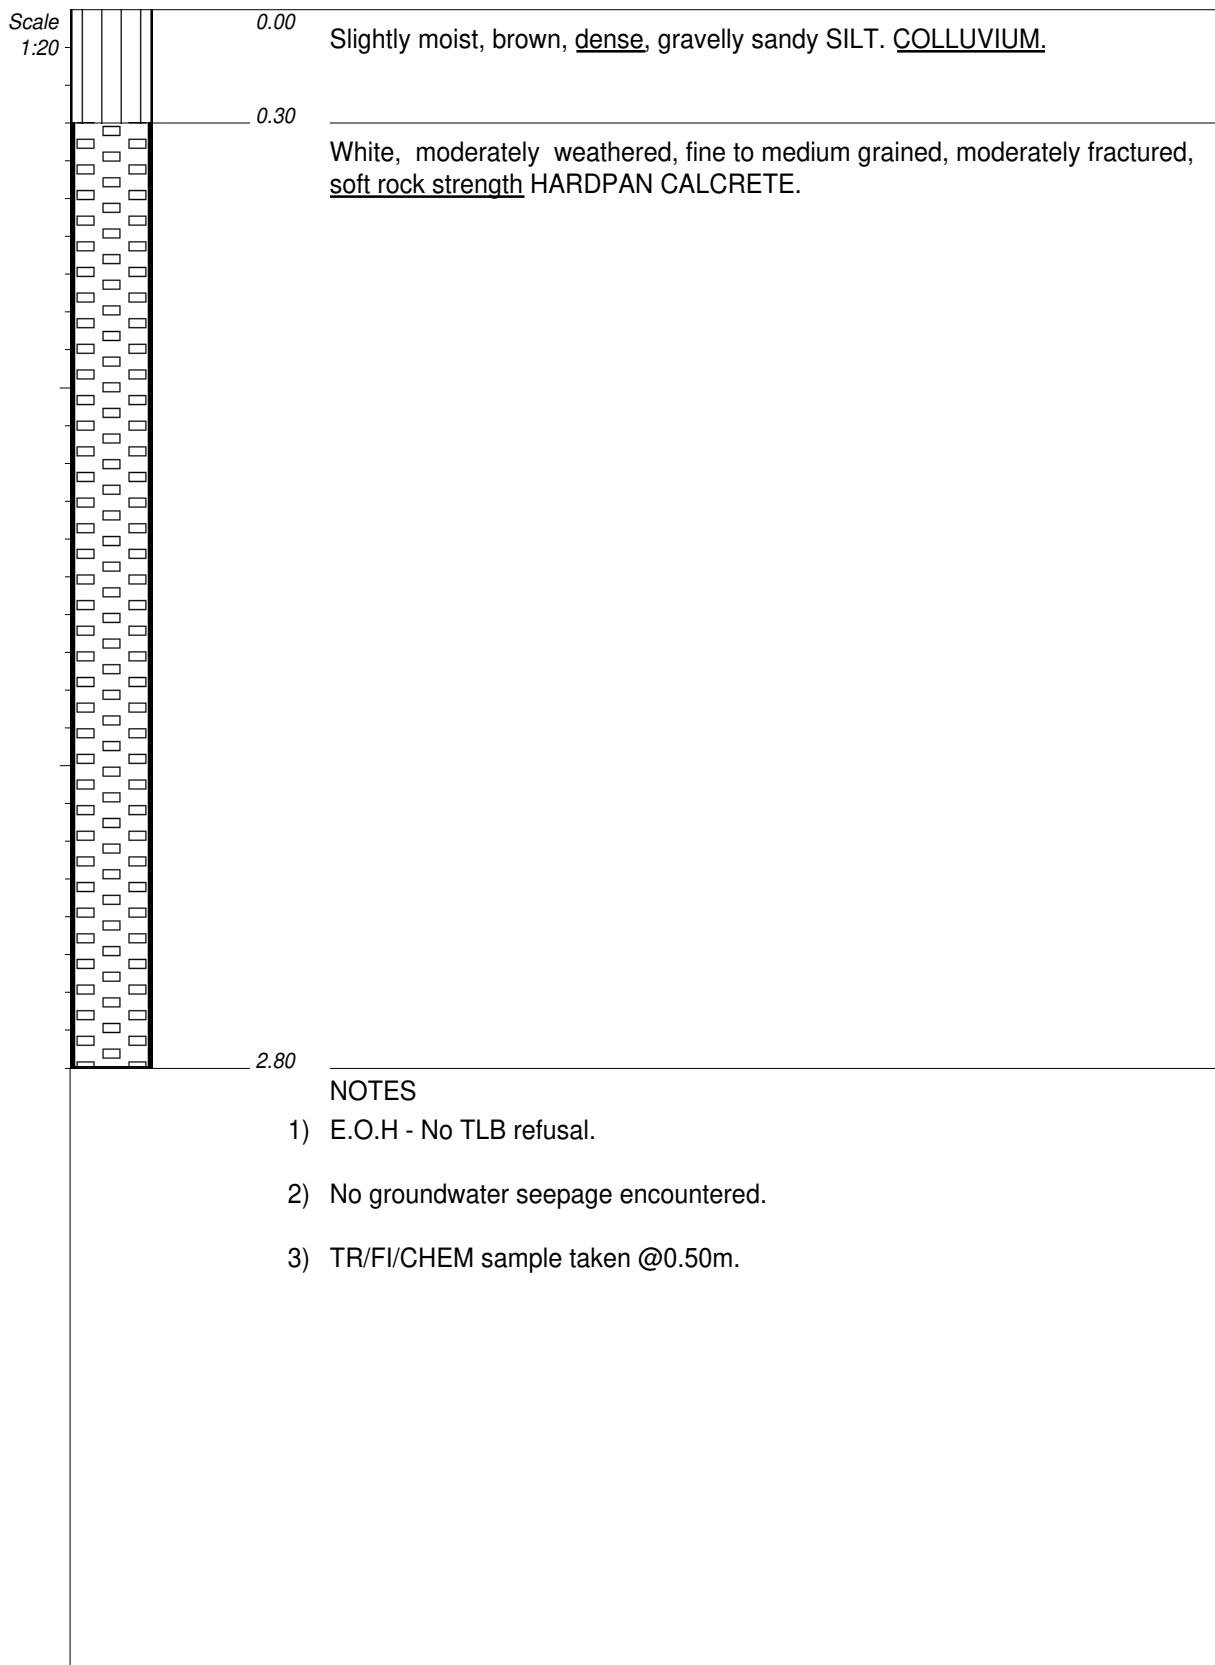 Scale
1:20
0.00
Slightly moist, brown, dense, gravelly sandy SILT. COLLUVIUM.
0.30
White, moderately weathered, fine to medium grained, moderately fractured,
soft rock strength HARDPAN CALCRETE.
2.80
NOTES
1) E.O.H - No TLB refusal.
2) No groundwater seepage encountered.
3) TR/FI/CHEM sample taken @0.50m.